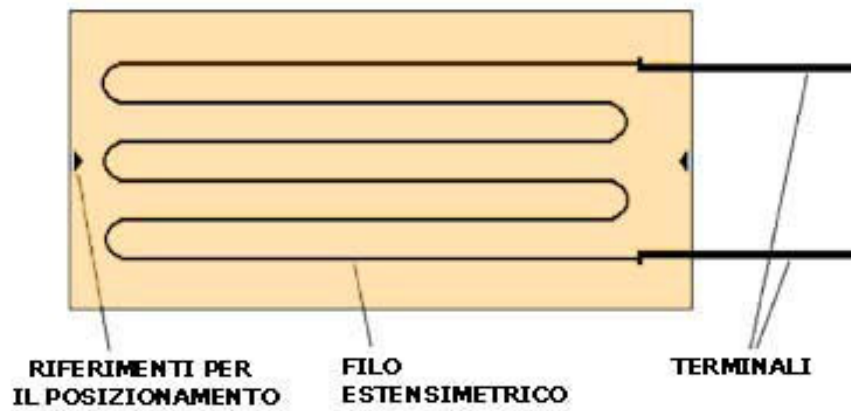 RIFERIMENTI PER
IL POSIZIONAMENTO
FILO
ESTENSIMETRICO
TERMINALI